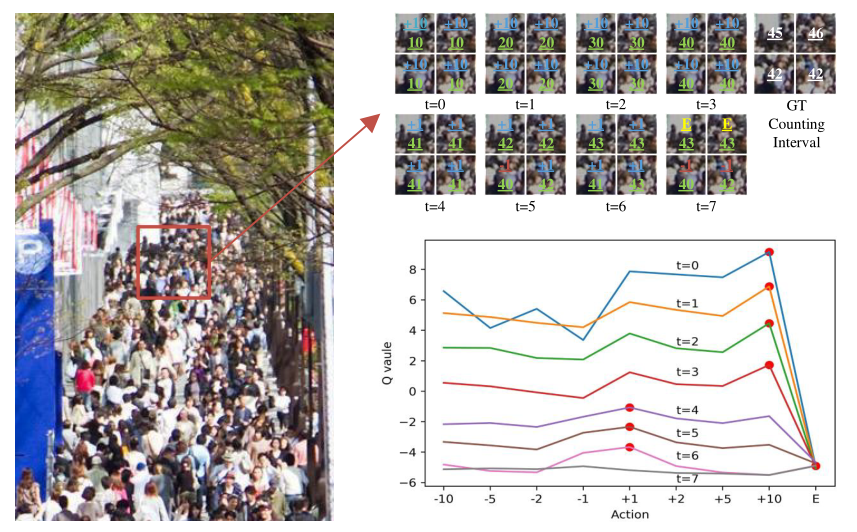 P
+10 +10 +10 +10 +10 +10 +10 +10
10 10 20 20 30 30 40 40 45 46
+10 +10 +10 +10 +10 +10 +10 +10
10 10 20 20 30 30 40 40 42 42
t=0 t=1 t=2 t=3 GT
Counting
Interval
+1 +1 +1 +1 +1 +1 E E
41 41 42 42 43 43 43 43
+1 +1 -1 +1 +1 +1 -1 -1
41 41 40 42 41 43 40 42
t=4 t=5 t=6 t=7
Q vaule
8
6
4
2
0
−2
−4
−6
t=0
t=1
t=2
t=3
t=4
t=5
t=6
t=7
-10 -5 -2 -1 +1 +2 +5 +10 E
Action